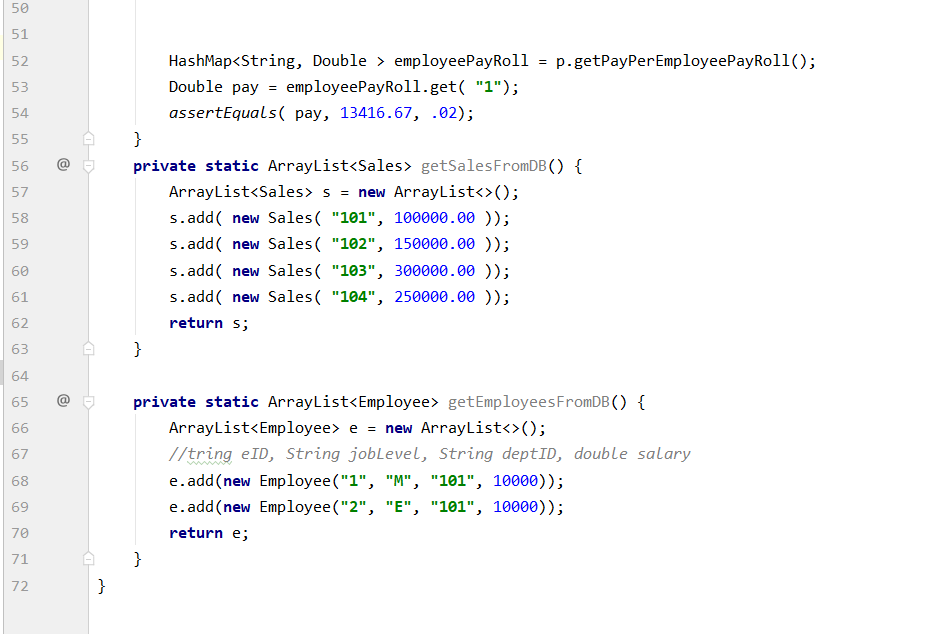 50
51
52 HashMap<String, Double > employeePayRoll = p.getPayPerEmployeePayRoll();
53 Double pay = employeePayRoll.get( "1");
54 assertEquals( pay, 13416.67, .02);
55 }
56 @ private static ArrayList<Sales> getSalesFromDB() {
57 ArrayList<Sales> s = new ArrayList<>();
58 s.add( new Sales( "101", 100000.00 ));
59 s.add( new Sales( "102", 150000.00 ));
60 s.add( new Sales( "103", 300000.00 ));
61 s.add( new Sales( "104", 250000.00 ));
62 return s;
63 }
64
65 @ private static ArrayList<Employee> getEmployeesFromDB() {
66 ArrayList<Employee> e = new ArrayList<>();
67 //tring eID, String jobLevel, String deptID, double salary
68 e.add(new Employee("1", "M", "101", 10000));
69 e.add(new Employee("2", "E", "101", 10000));
70 return e;
71 }
72 }